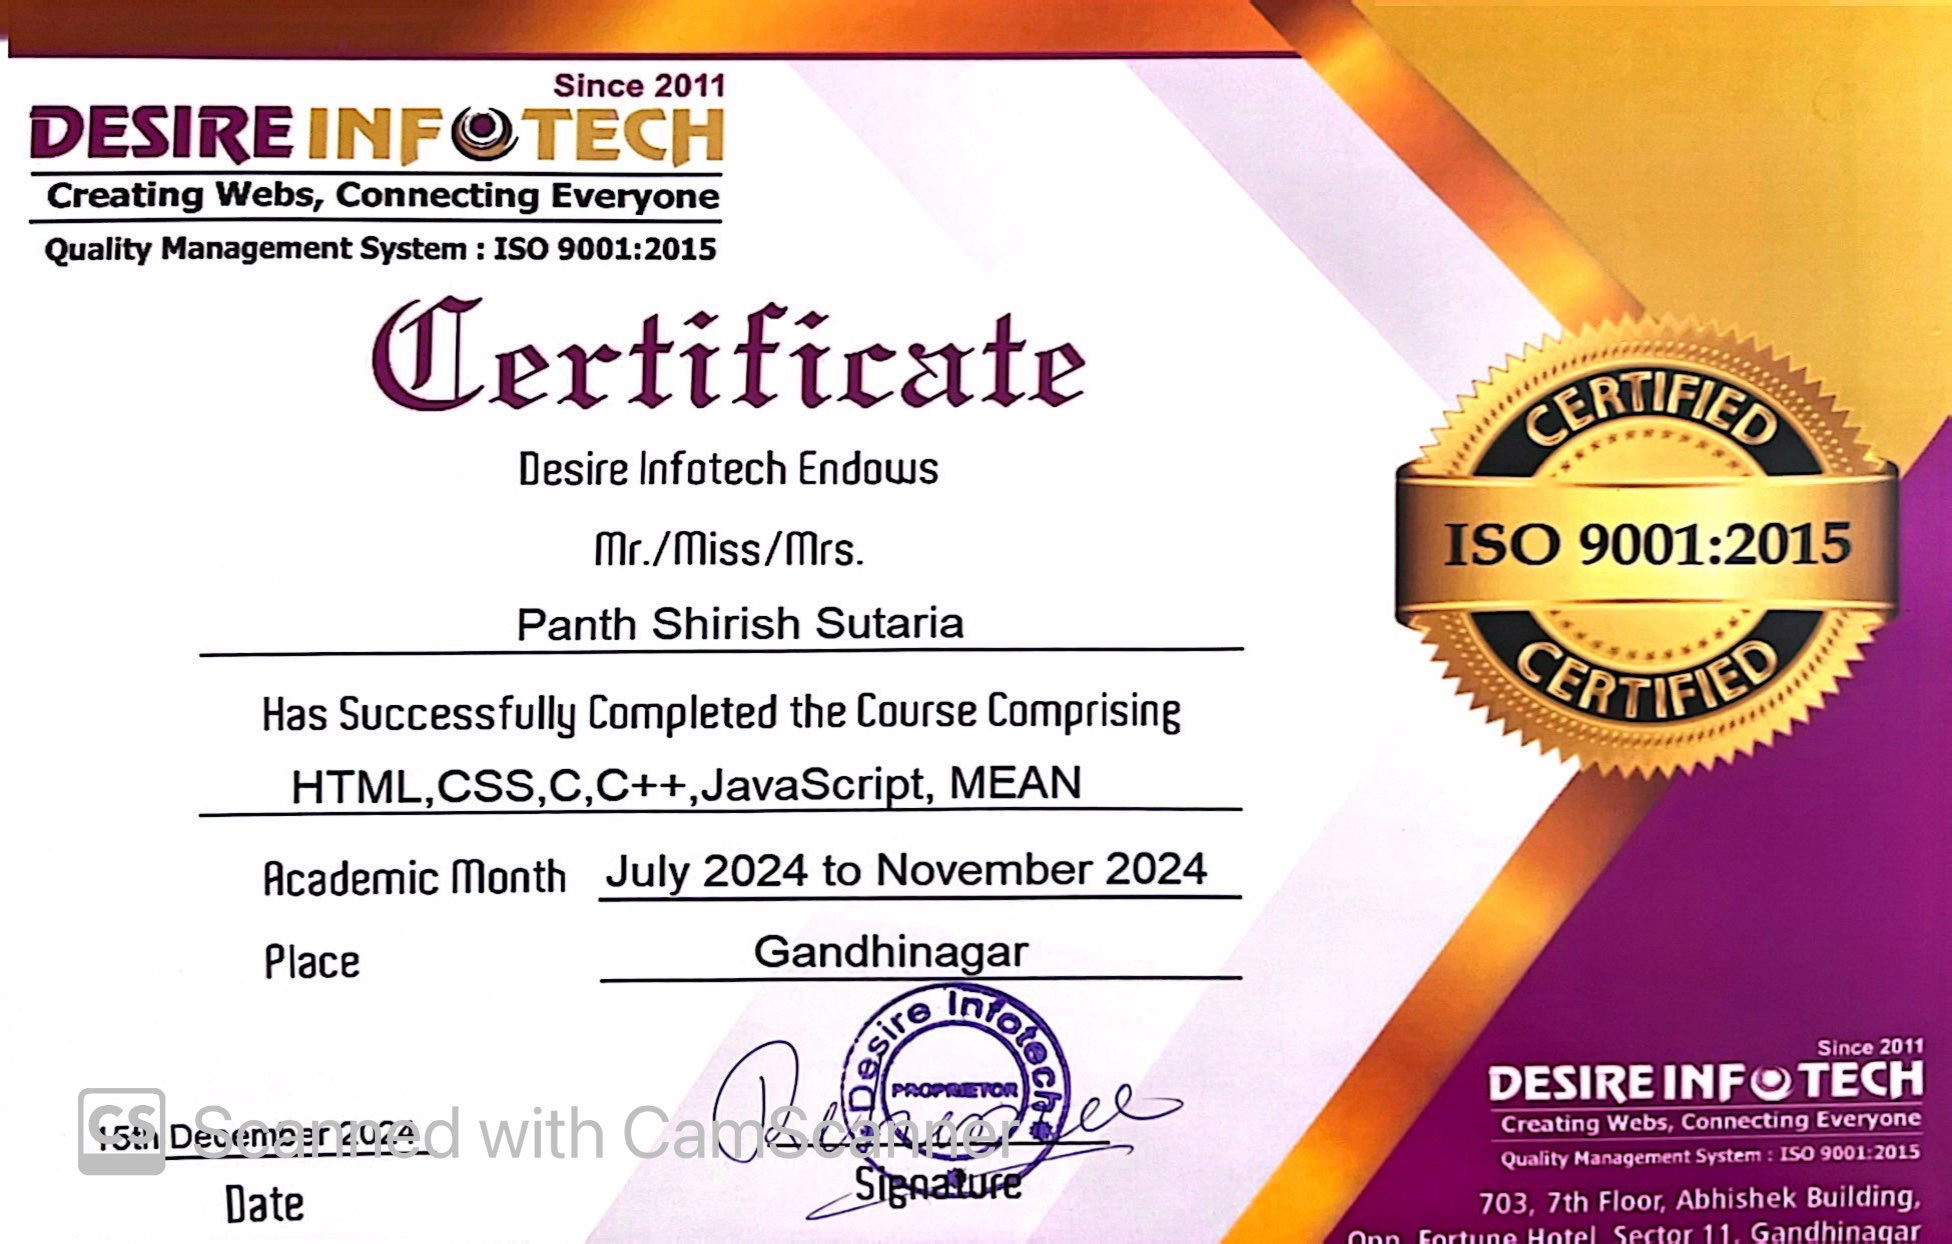 Since 2011
DESIRE INFOTECH
Creating Webs, Connecting Everyone
Quality Management System : ISO 9001:2015
Certificate
Desire Infotech Endows
Mr./Miss/Mrs.
Panth Shirish Sutaria
Has Successfully Completed the Course Comprising
HTML,CSS,C,C++,JavaScript, MEAN
Academic Month July 2024 to November 2024
Place Gandhinagar
CERTIFIED
ISO 9001:2015
CERTIFIED
Desire Infotech
PROPRIETOR
15th December 2024
Date
Signature
CS Scanned with CamScanner
Since 2011
DESIRE INFOTECH
Creating Webs, Connecting Everyone
Quality Management System : ISO 9001:2015
703, 7th Floor, Abhishek Building,
Opp. Fortune Hotel, Sector 11, Gandhinagar